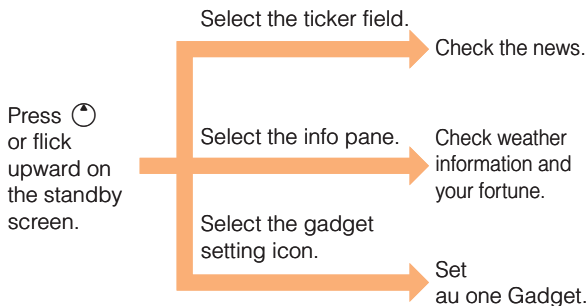 Press
or flick
upward on
the standby
screen.
Select the ticker field.
Check the news.
Select the info pane.
Check weather
information and
your fortune.
Select the gadget
setting icon.
Set
au one Gadget.